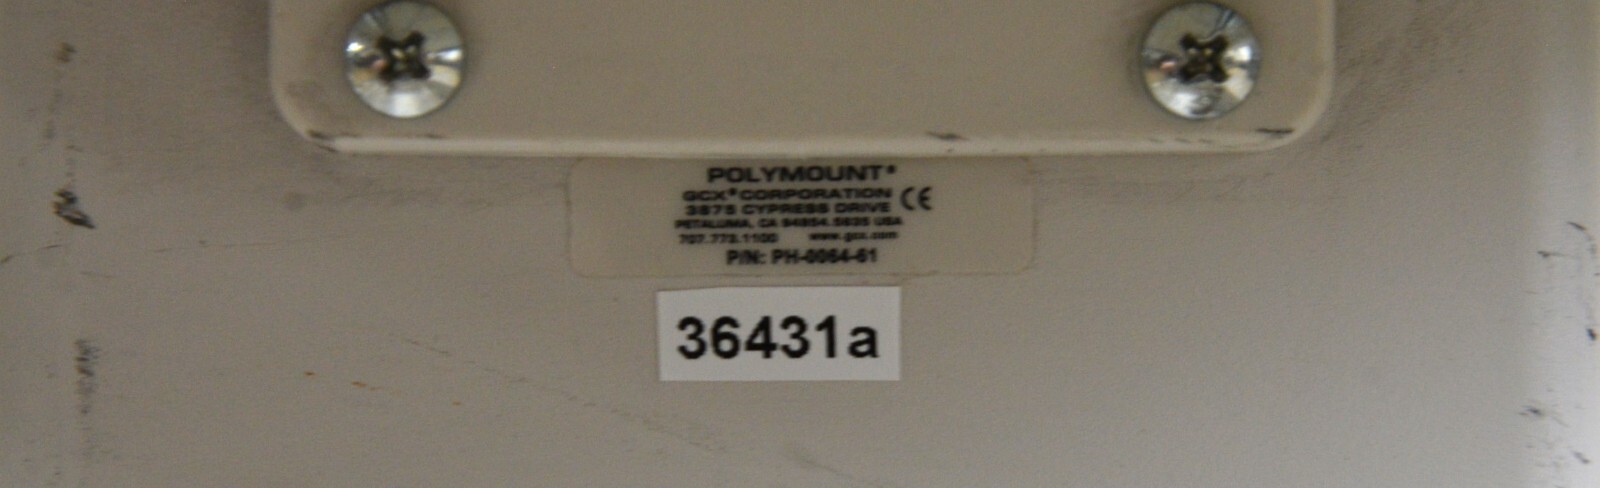 POLYMOUNT®
GCX® CORPORATION
3875 CYPRESS DRIVE CE
PETALUMA, CA 94954.5635 USA
707.773.1100 www.gcx.com
P/N: PH-0064-61
36431a